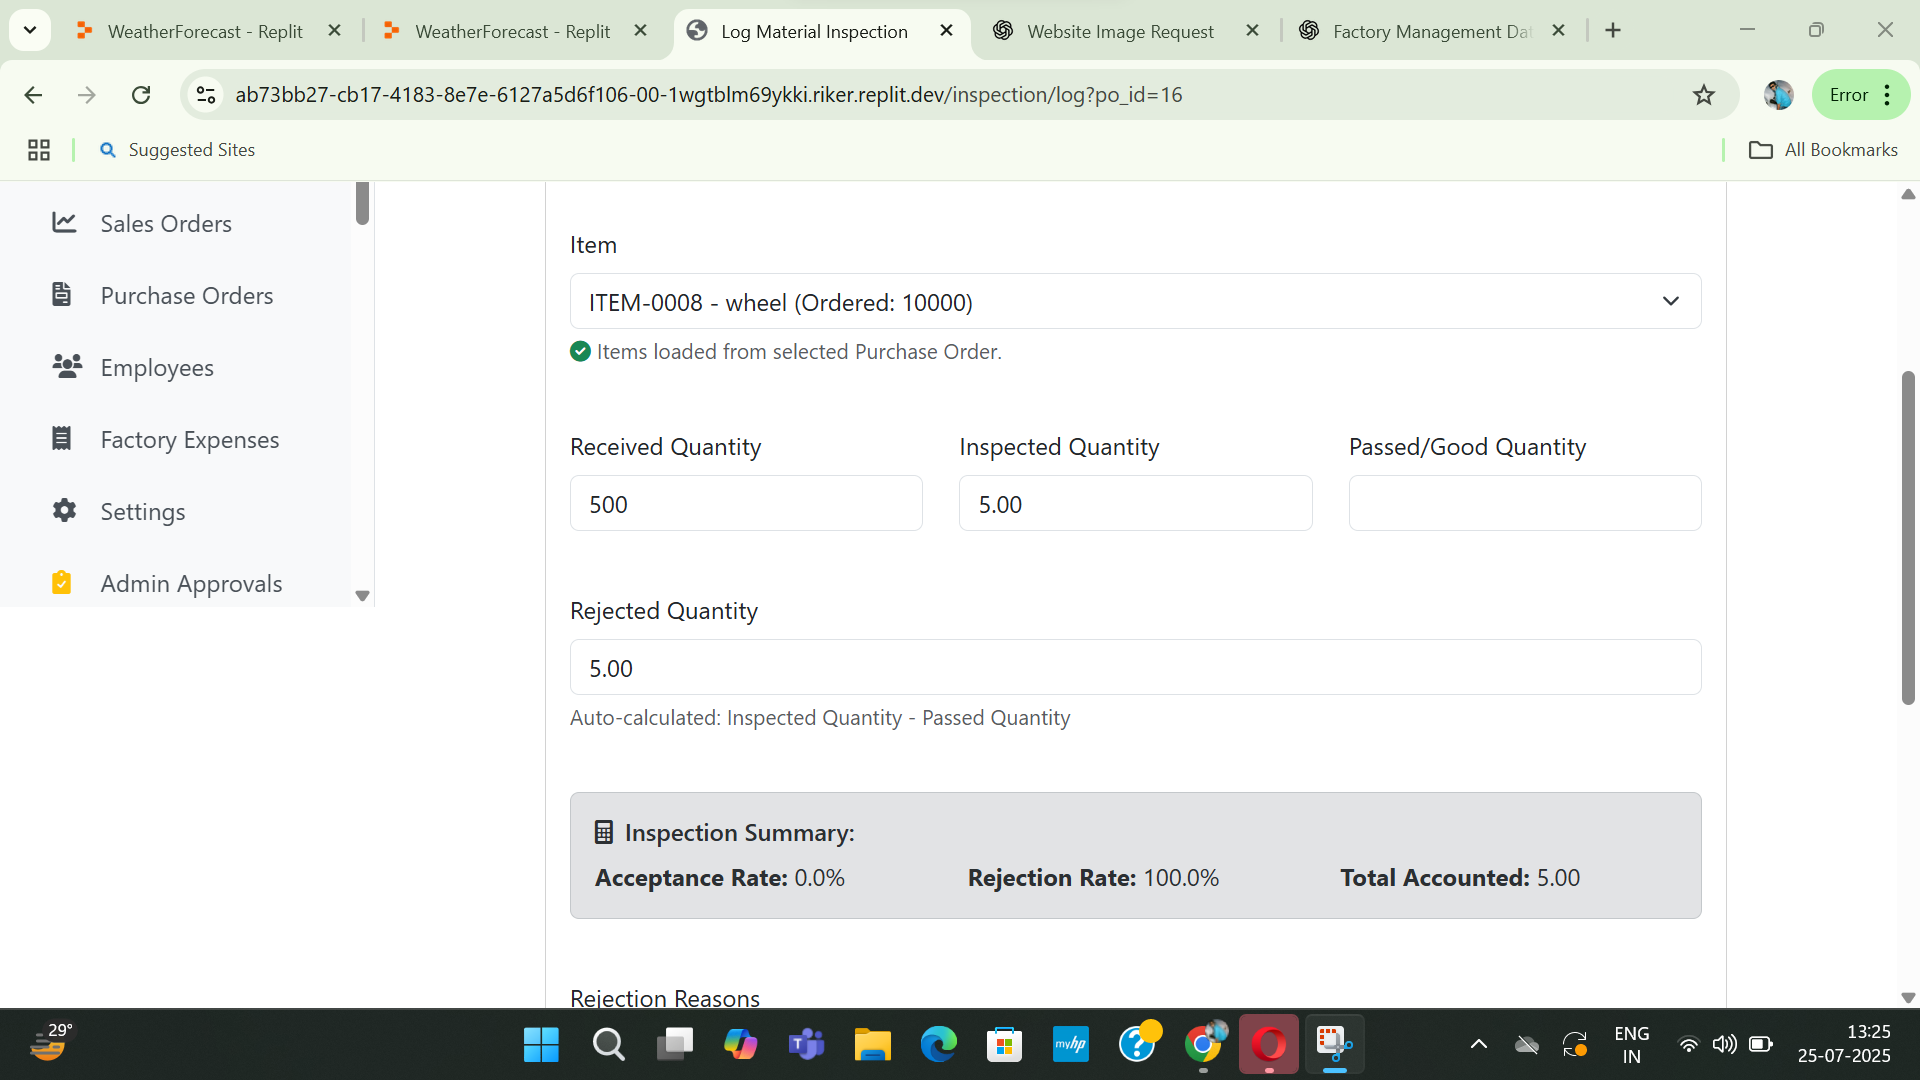 WeatherForecast - Replit
WeatherForecast - Replit
Log Material Inspection
Website Image Request
Factory Management Dat
ab73bb27-cb17-4183-8e7e-6127a5d6f106-00-1wgtblm69ykki.riker.replit.dev/inspection/log?po_id=16
Error
Suggested Sites
All Bookmarks
Sales Orders
Purchase Orders
Employees
Factory Expenses
Settings
Admin Approvals
Item
ITEM-0008 - wheel (Ordered: 10000)
Items loaded from selected Purchase Order.
Received Quantity
Inspected Quantity
Passed/Good Quantity
500
5.00
Rejected Quantity
5.00
Auto-calculated: Inspected Quantity - Passed Quantity
Inspection Summary:
Acceptance Rate: 0.0%
Rejection Rate: 100.0%
Total Accounted: 5.00
Rejection Reasons
29°
myhp
ENG
IN
13:25
25-07-2025